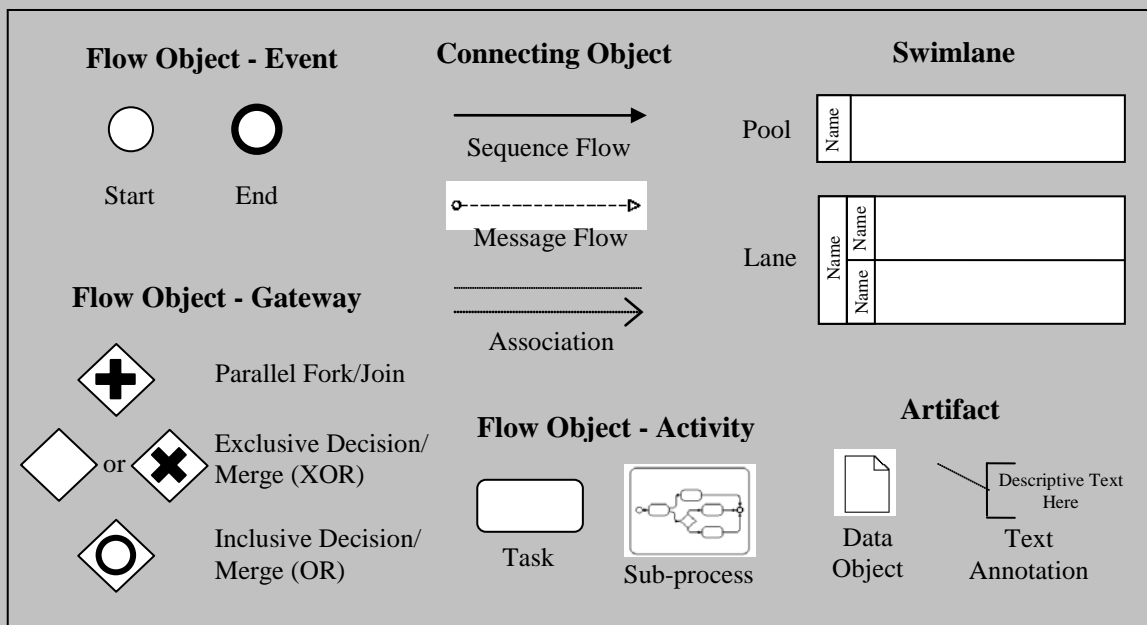 Flow Object - Event
Start
End
Connecting Object
Sequence Flow
Message Flow
Association
Swimlane
Pool
Name
Lane
Name
Name
Name
Flow Object - Gateway
Parallel Fork/Join
or
Exclusive Decision/
Merge (XOR)
Inclusive Decision/
Merge (OR)
Flow Object - Activity
Task
Sub-process
Artifact
Data
Object
Descriptive Text
Here
Text
Annotation